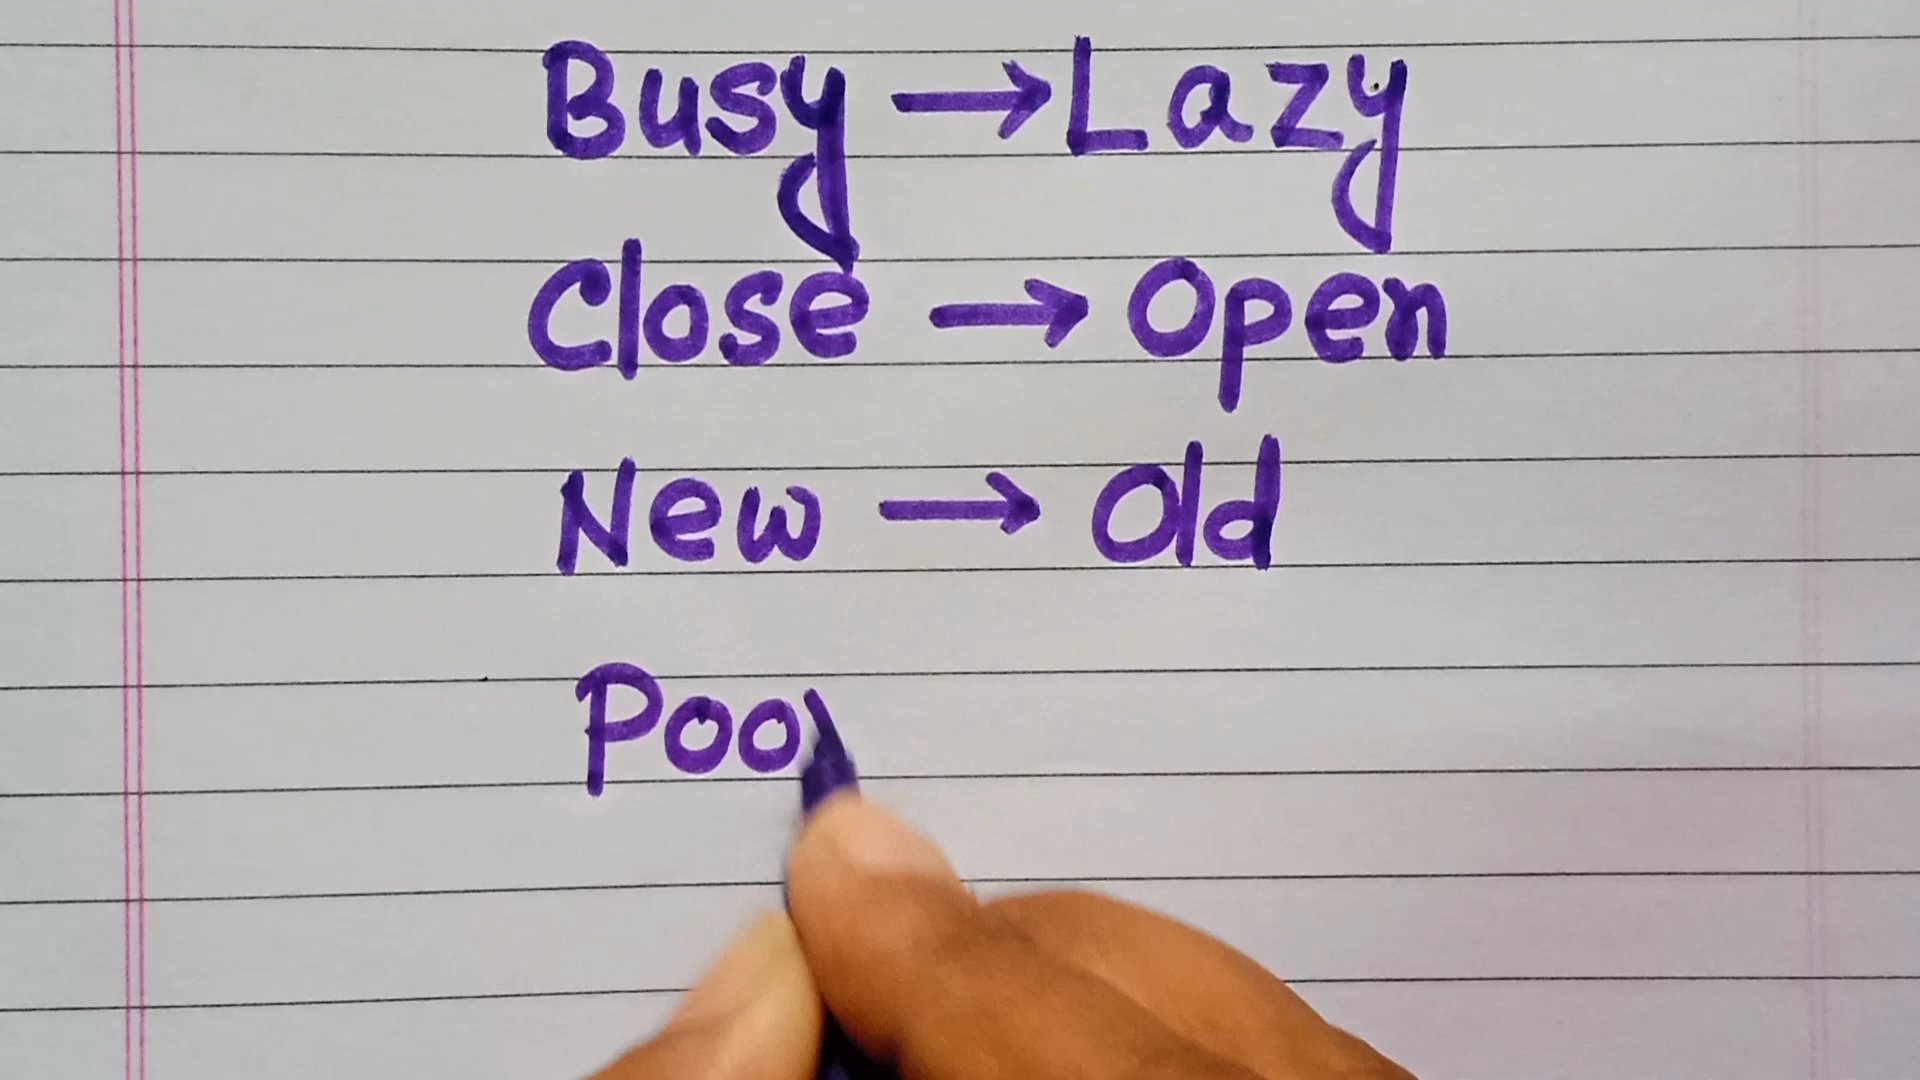 Busy → Lazy
Close → Open
New → Old
Poo